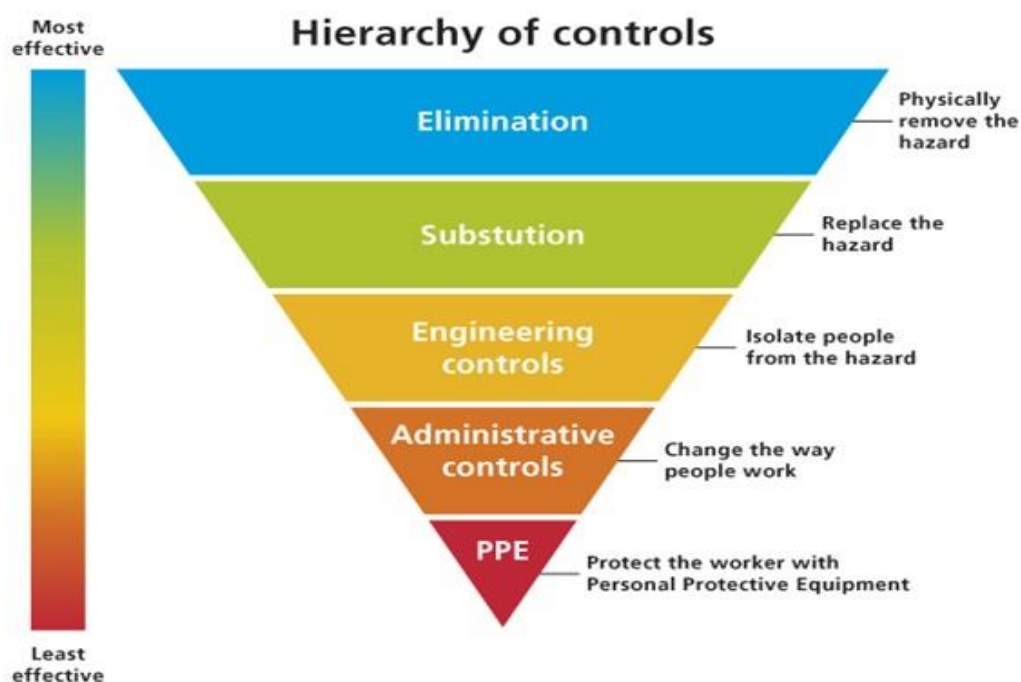 Most
effective
Hierarchy of controls
Elimination
Physically
remove the
hazard
Substution
Replace the
hazard
Engineering
controls
Isolate people
from the hazard
Administrative
controls
Change the way
people work
PPE
Protect the worker with
Personal Protective Equipment
Least
effective